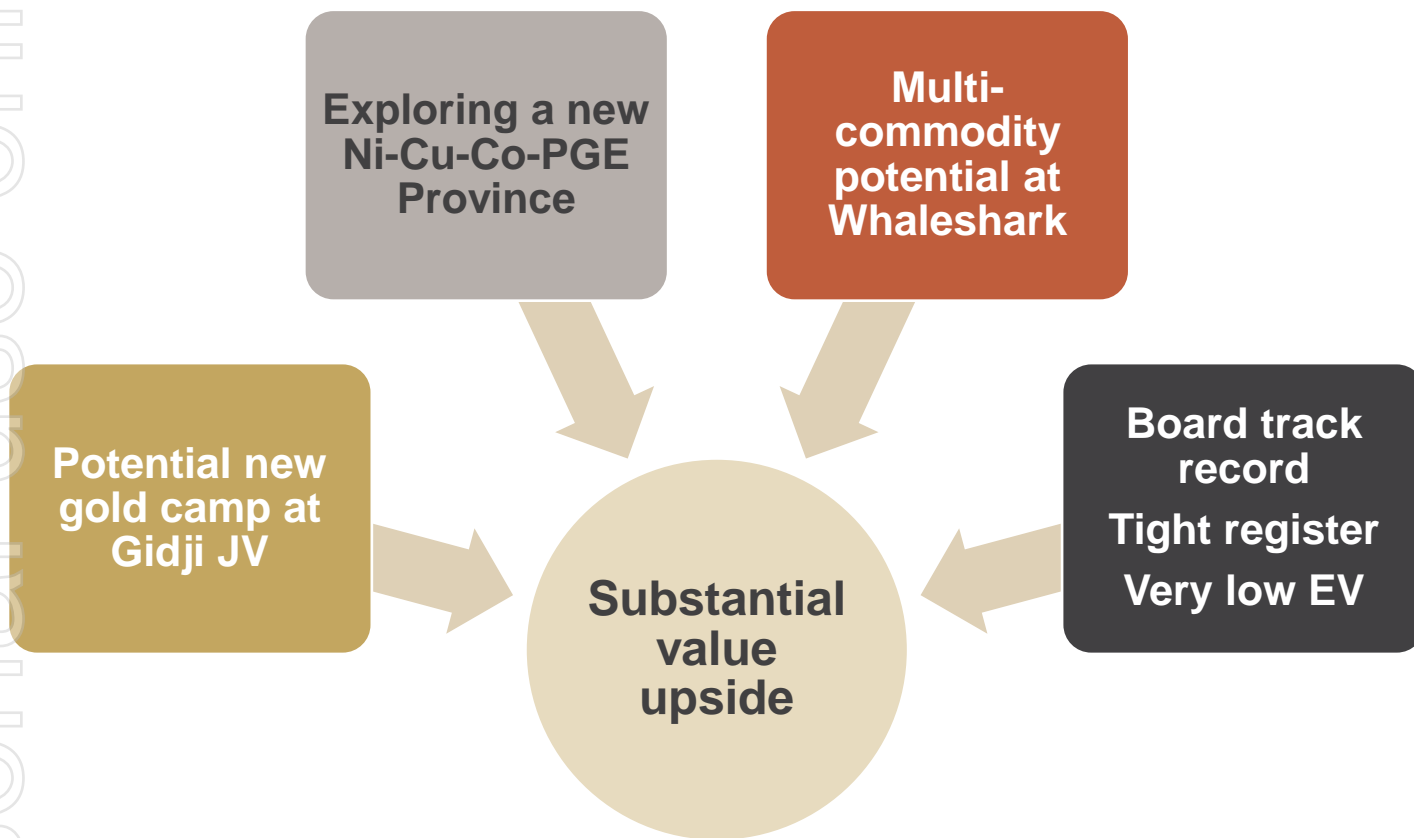 Exploring a new
Ni-Cu-Co-PGE
Province
Multi-
commodity
potential at
Whaleshark
Potential new
gold camp at
Gidji JV
Board track
record
Tight register
Very low EV
Substantial
value
upside